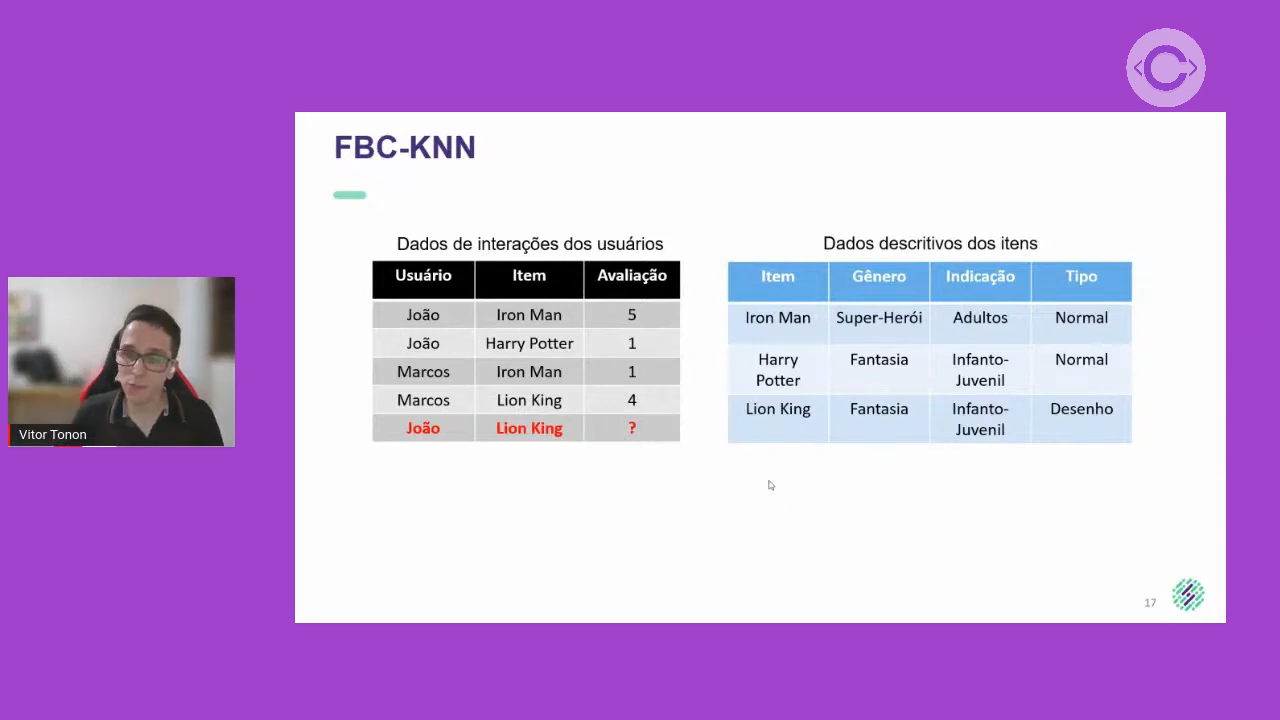 FBC-KNN
Dados de interações dos usuários
Usuário Item Avaliação
João Iron Man 5
João Harry Potter 1
Marcos Iron Man 1
Marcos Lion King 4
João Lion King ?
Dados descritivos dos itens
Item Gênero Indicação Tipo
Iron Man Super-Herói Adultos Normal
Harry Fantasia Infanto- Normal
Potter Juvenil
Lion King Fantasia Infanto- Desenho
Juvenil
Vitor Tonon
17